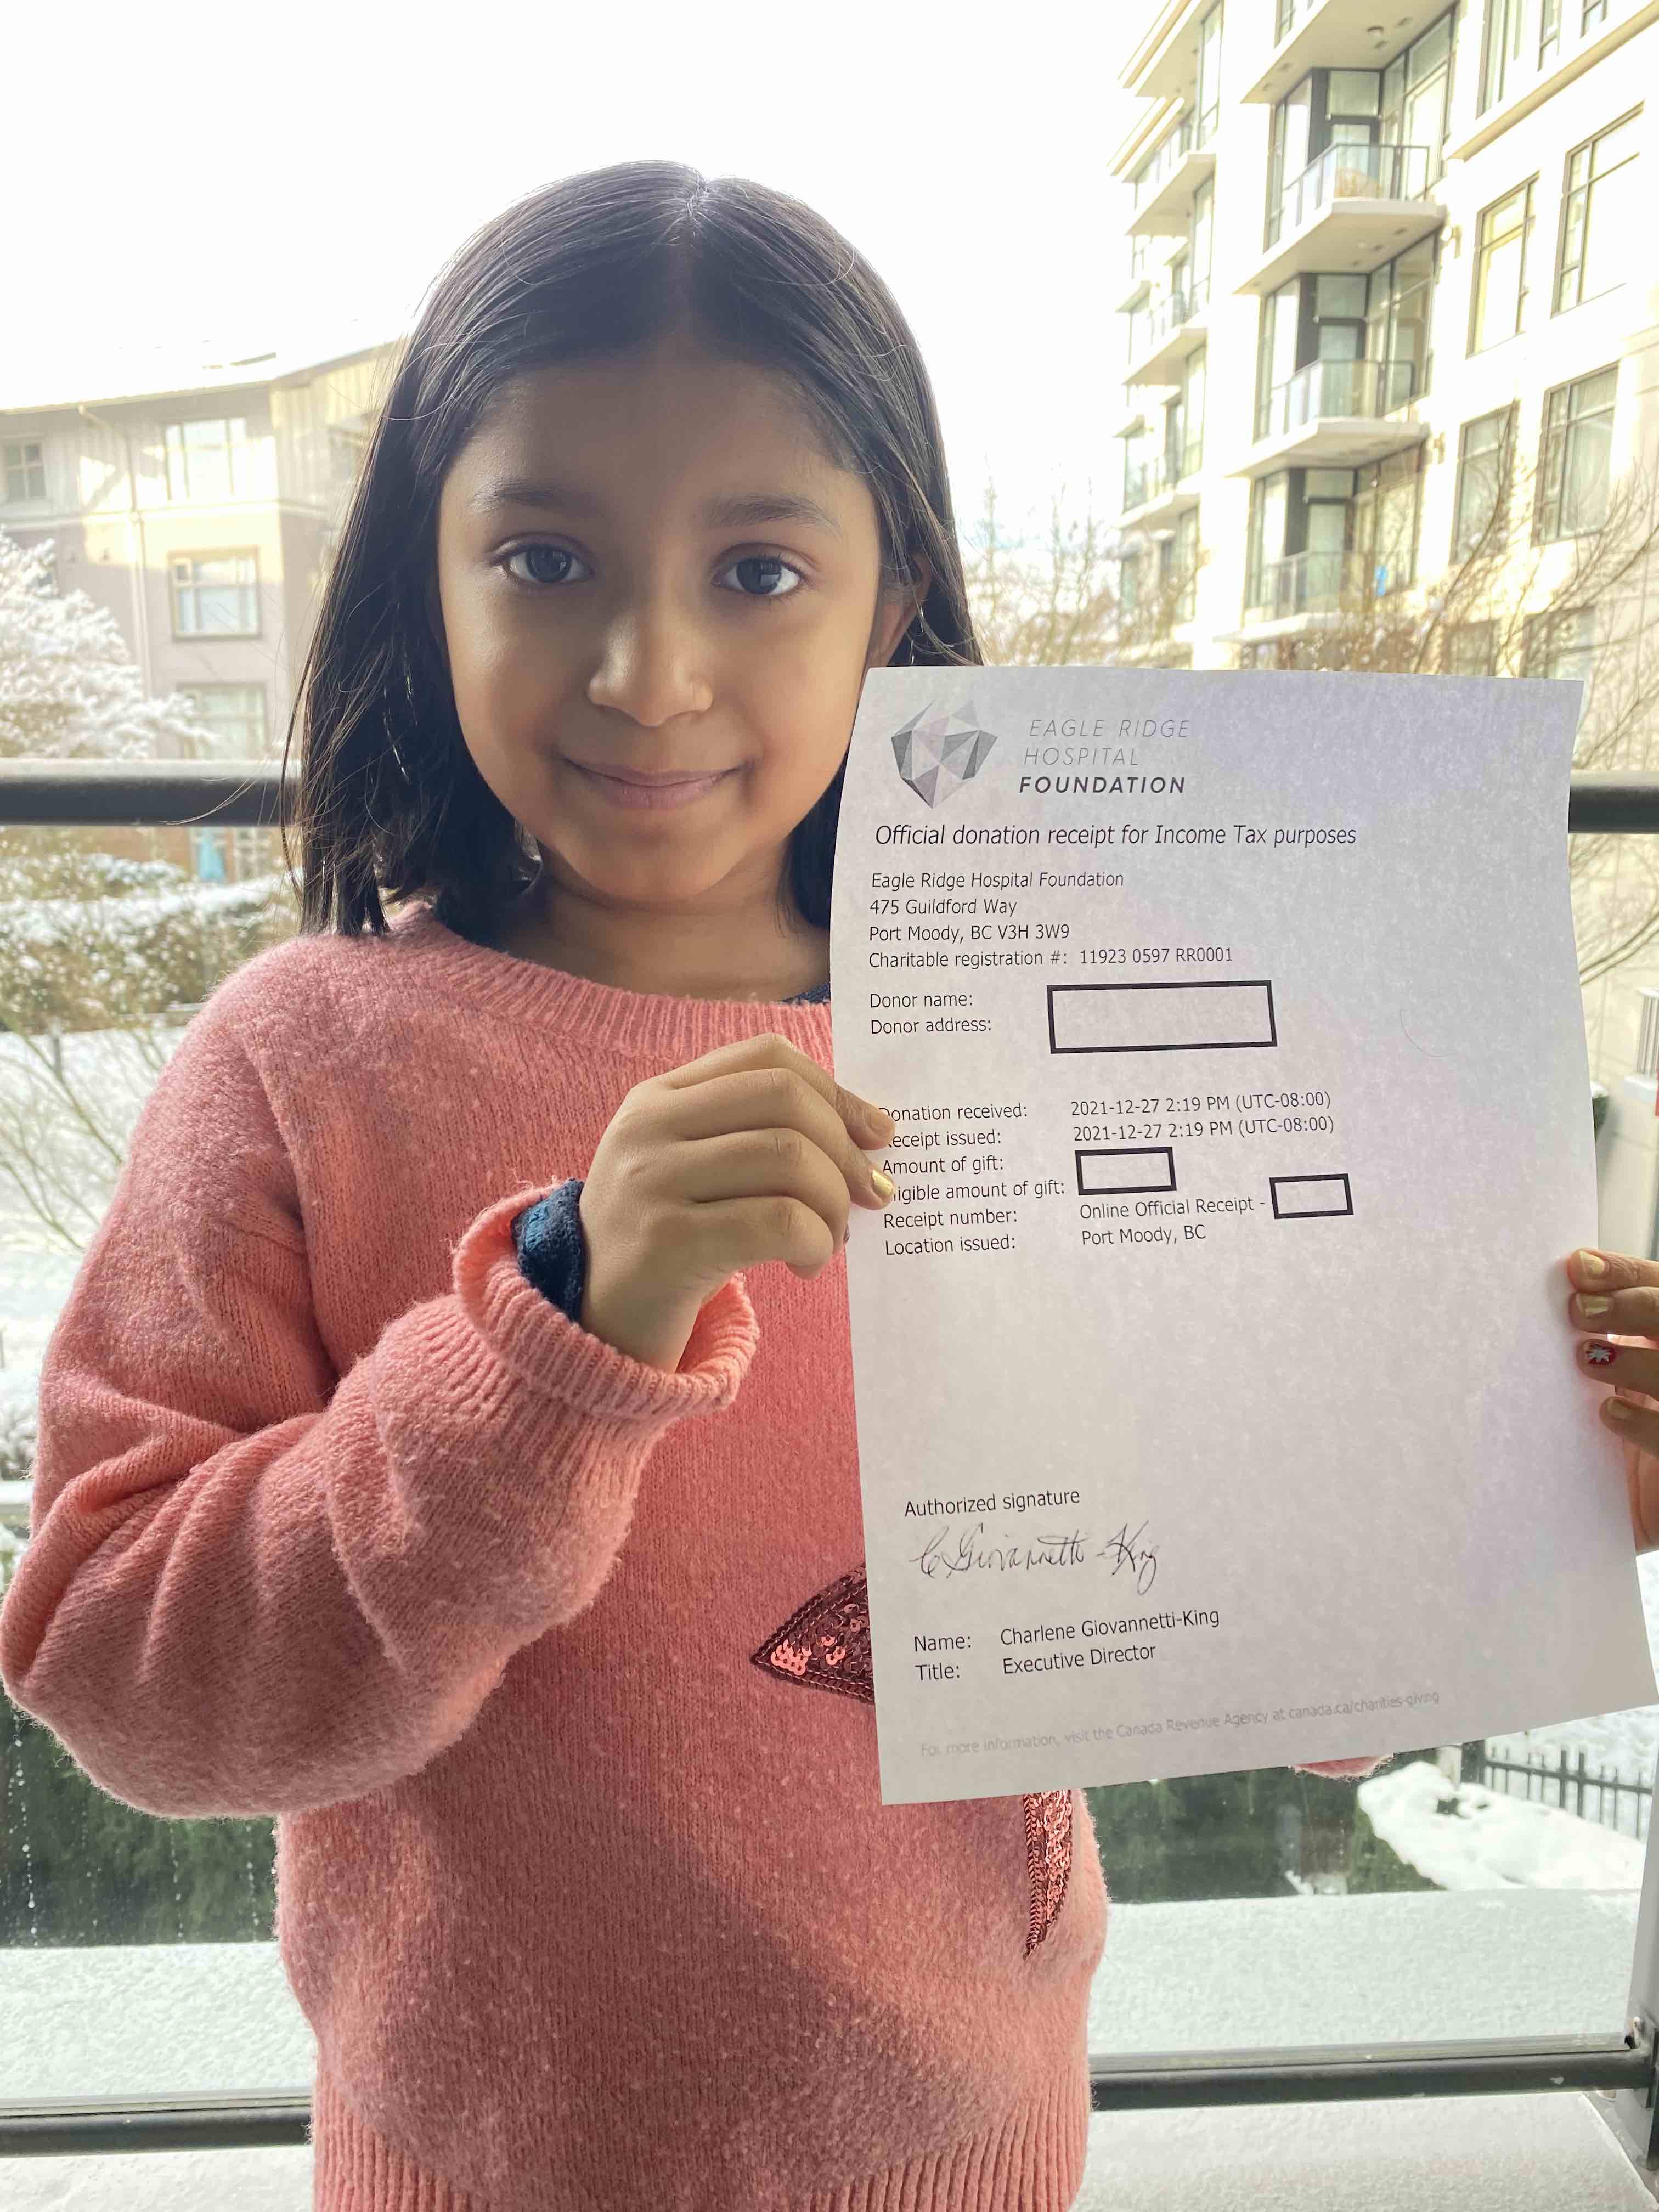 EAGLE RIDGE
HOSPITAL
FOUNDATION
Official donation receipt for Income Tax purposes
Eagle Ridge Hospital Foundation
475 Guildford Way
Port Moody, BC V3H 3W9
Charitable registration #: 11923 0597 RR0001
Donor name:
Donor address:
onation received: 2021-12-27 2:19 PM (UTC-08:00)
eceipt issued: 2021-12-27 2:19 PM (UTC-08:00)
Amount of gift:
igible amount of gift:
Receipt number: Online Official Receipt -
Location issued: Port Moody, BC
Authorized signature
C Giovannetti-King
Name: Charlene Giovannetti-King
Title: Executive Director
For more information, visit the Canada Revenue Agency at canada.ca/charities-giving